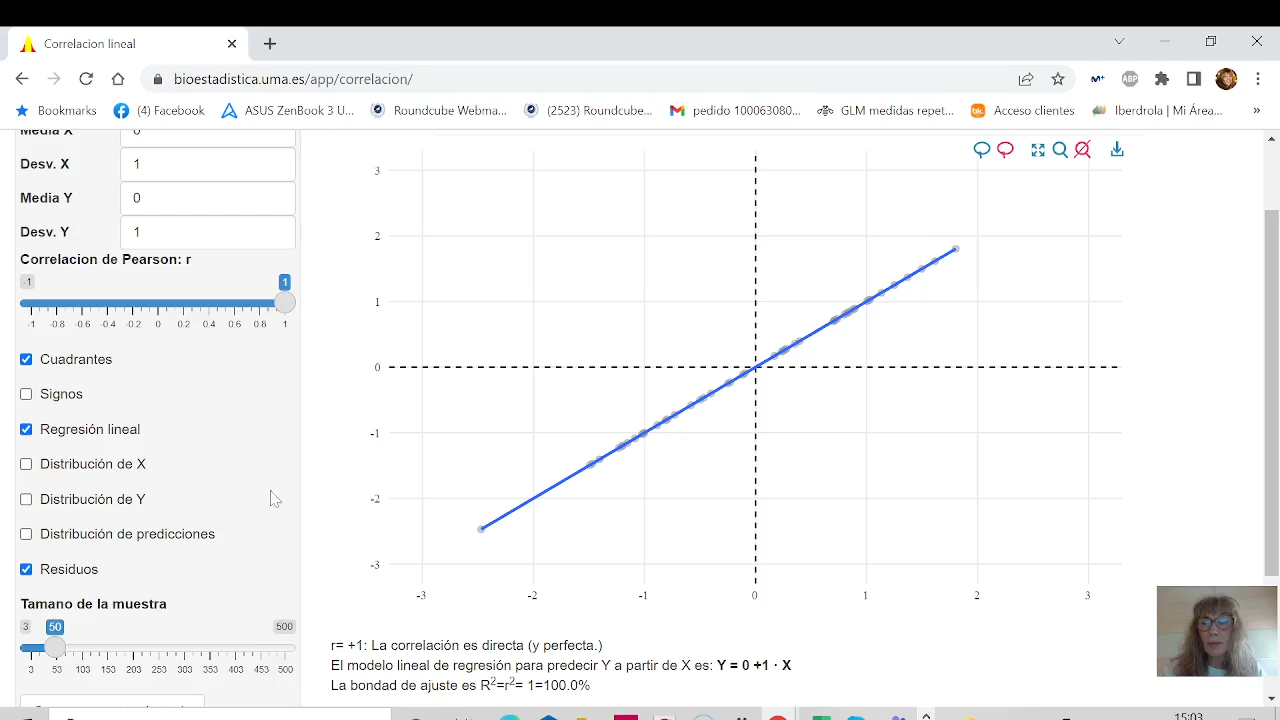 Correlacion lineal
bioestadistica.uma.es/app/correlacion/
Bookmarks (4) Facebook ASUS ZenBook 3 U... Roundcube Webma... (2523) Roundcube... pedido 100063080... GLM medidas repet... Acceso clientes Iberdrola | Mi Área... »
Media X 0
Desv. X 1
Media Y 0
Desv. Y 1
Correlacion de Pearson: r
-1 1
-1 -0.8 -0.6 -0.4 -0.2 0 0.2 0.4 0.6 0.8 1
Cuadrantes
Signos
Regresión lineal
Distribución de X
Distribución de Y
Distribución de predicciones
Residuos
Tamano de la muestra
3 50 500
3 53 103 153 203 253 303 353 403 453 500
3
2
1
0
-1
-2
-3
-3 -2 -1 0 1 2 3
r= +1: La correlación es directa (y perfecta.)
El modelo lineal de regresión para predecir Y a partir de X es: Y = 0 +1 · X
La bondad de ajuste es R²=r²= 1=100.0%
ABP
bk.
15:03